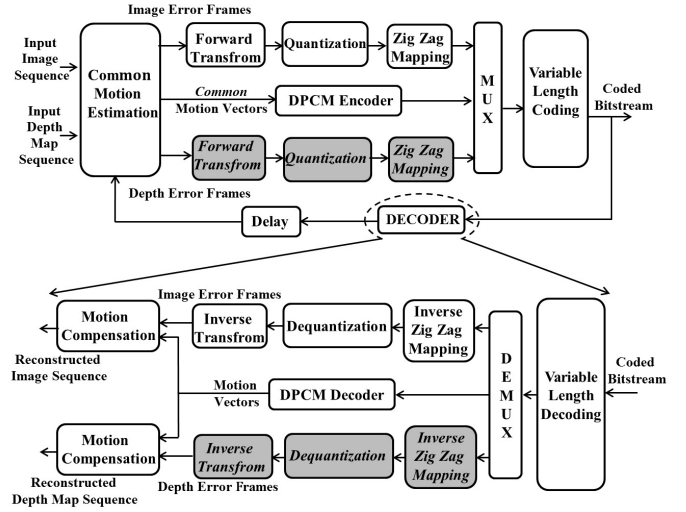 Image Error Frames
Input
Image
Sequence
Input
Depth
Map
Sequence
Common
Motion
Estimation
Forward
Transfrom
Quantization
Zig Zag
Mapping
Common
Motion Vectors
DPCM Encoder
Forward
Transfrom
Quantization
Zig Zag
Mapping
Depth Error Frames
M
U
X
Variable
Length
Coding
Coded
Bitstream
Delay
DECODER
Image Error Frames
Motion
Compensation
Inverse
Transfrom
Dequantization
Inverse
Zig Zag
Mapping
Reconstructed
Image Sequence
Motion
Vectors
DPCM Decoder
D
E
M
U
X
Variable
Length
Decoding
Coded
Bitstream
Motion
Compensation
Inverse
Transfrom
Dequantization
Inverse
Zig Zag
Mapping
Reconstructed
Depth Map Sequence
Depth Error Frames